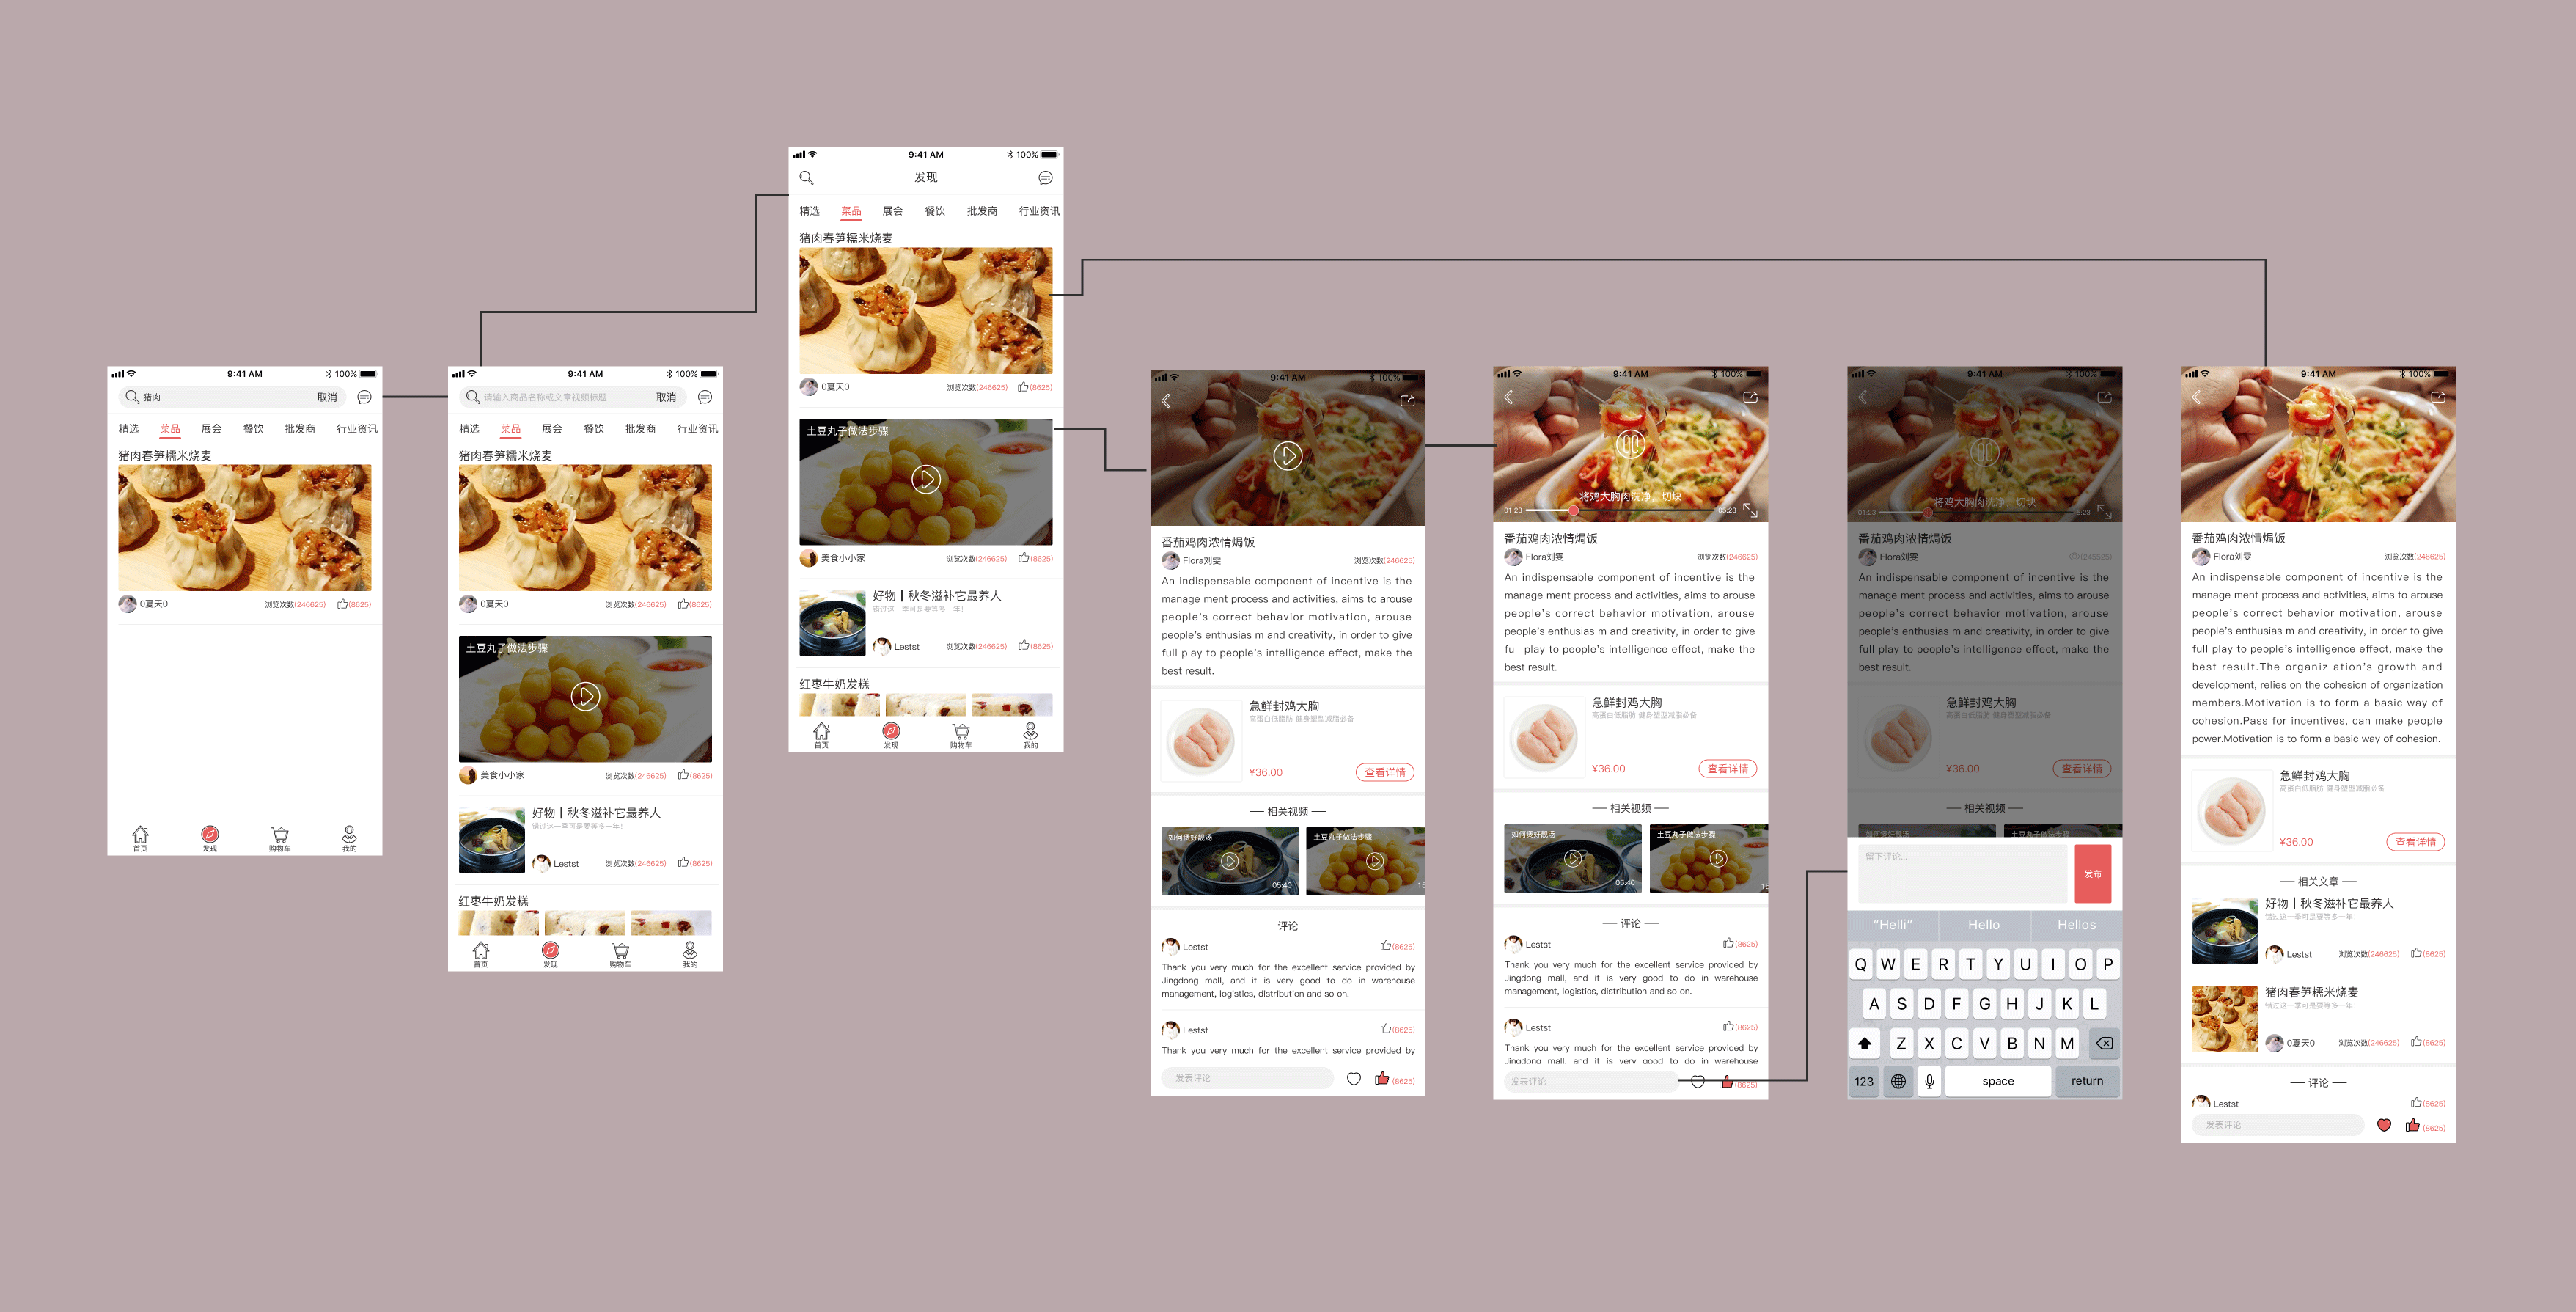 9:41 AM
100%
猪肉
取消
精选
菜品
展会
餐饮
批发商
行业资讯
猪肉春笋糯米烧麦
0夏天0
浏览次数(246625)
(8625)
首页
发现
购物车
我的
9:41 AM
100%
请输入商品名称或文章视频标题
取消
精选
菜品
展会
餐饮
批发商
行业资讯
猪肉春笋糯米烧麦
0夏天0
浏览次数(246625)
(8625)
土豆丸子做法步骤
美食小小家
浏览次数(246625)
(8625)
好物┃秋冬滋补它最养人
错过这一季可是要等多一年!
Lestst
浏览次数(246625)
(8625)
红枣牛奶发糕
首页
发现
购物车
我的
9:41 AM
100%
发现
精选
菜品
展会
餐饮
批发商
行业资讯
猪肉春笋糯米烧麦
0夏天0
浏览次数(246625)
(8625)
土豆丸子做法步骤
美食小小家
浏览次数(246625)
(8625)
好物┃秋冬滋补它最养人
错过这一季可是要等多一年!
Lestst
浏览次数(246625)
(8625)
红枣牛奶发糕
首页
发现
购物车
我的
9:41 AM
100%
番茄鸡肉浓情焗饭
Flora刘雯
浏览次数(246625)
An indispensable component of incentive is the
manage ment process and activities, aims to arouse
people's correct behavior motivation, arouse
people's enthusias m and creativity, in order to give
full play to people's intelligence effect, make the
best result.
急鲜封鸡大胸
高蛋白低脂肪 健身塑型减脂必备
¥36.00
查看详情
相关视频
如何煲好靓汤
05:40
土豆丸子做法步骤
15
评论
Lestst
(8625)
Thank you very much for the excellent service provided by
Jingdong mall, and it is very good to do in warehouse
management, logistics, distribution and so on.
Lestst
(8625)
Thank you very much for the excellent service provided by
发表评论
(8625)
9:41 AM
100%
将鸡大胸肉洗净，切块
01:23
05:23
番茄鸡肉浓情焗饭
Flora刘雯
浏览次数(246625)
An indispensable component of incentive is the
manage ment process and activities, aims to arouse
people's correct behavior motivation, arouse
people's enthusias m and creativity, in order to give
full play to people's intelligence effect, make the
best result.
急鲜封鸡大胸
高蛋白低脂肪 健身塑型减脂必备
¥36.00
查看详情
相关视频
如何煲好靓汤
05:40
土豆丸子做法步骤
15
评论
Lestst
(8625)
Thank you very much for the excellent service provided by
Jingdong mall, and it is very good to do in warehouse
management, logistics, distribution and so on.
Lestst
(8625)
Thank you very much for the excellent service provided by
Jingdong mall, and it is very good to do in warehouse
发表评论
(8625)
9:41 AM
100%
将鸡大胸肉洗净，切块
01:23
5:23
番茄鸡肉浓情焗饭
Flora刘雯
(246625)
An indispensable component of incentive is the
manage ment process and activities, aims to arouse
people's correct behavior motivation, arouse
people's enthusias m and creativity, in order to give
full play to people's intelligence effect, make the
best result.
急鲜封鸡大胸
高蛋白低脂肪 健身塑型减脂必备
¥36.00
查看详情
相关视频
如何煲好靓汤
土豆丸子做法步骤
留下评论...
发布
"Helli"
Hello
Hellos
Q W E R T Y U I O P
A S D F G H J K L
Z X C V B N M
123
space
return
9:41 AM
100%
番茄鸡肉浓情焗饭
Flora刘雯
浏览次数(246625)
An indispensable component of incentive is the
manage ment process and activities, aims to arouse
people's correct behavior motivation, arouse
people's enthusias m and creativity, in order to give
full play to people's intelligence effect, make the
best result.The organiz ation's growth and
development, relies on the cohesion of organization
members.Motivation is to form a basic way of
cohesion.Pass for incentives, can make people
power.Motivation is to form a basic way of cohesion.
急鲜封鸡大胸
高蛋白低脂肪 健身塑型减脂必备
¥36.00
查看详情
相关文章
好物┃秋冬滋补它最养人
错过这一季可是要等多一年!
Lestst
浏览次数(246625)
(8625)
猪肉春笋糯米烧麦
错过这一季可是要等多一年!
0夏天0
浏览次数(246625)
(8625)
评论
Lestst
(8625)
发表评论
(8625)